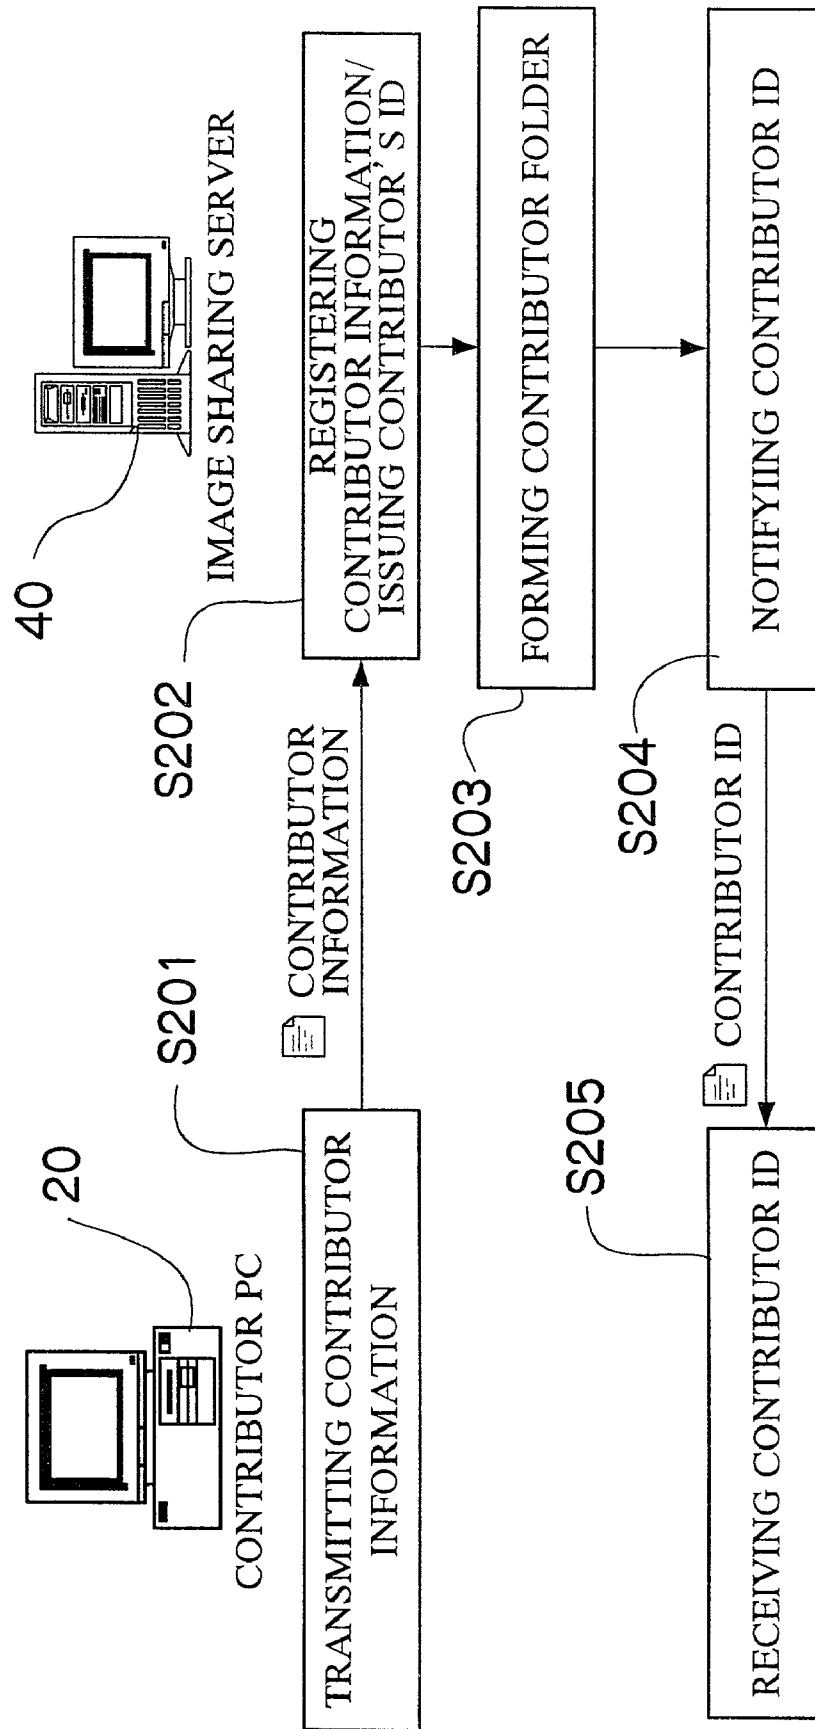 20
CONTRIBUTOR PC
40
IMAGE SHARING SERVER
S201
TRANSMITTING CONTRIBUTOR
INFORMATION
CONTRIBUTOR
INFORMATION
S202
REGISTERING
CONTRIBUTOR INFORMATION/
ISSUING CONTRIBUTOR'S ID
S203
FORMING CONTRIBUTOR FOLDER
S204
NOTIFYIING CONTRIBUTOR ID
CONTRIBUTOR ID
S205
RECEIVING CONTRIBUTOR ID